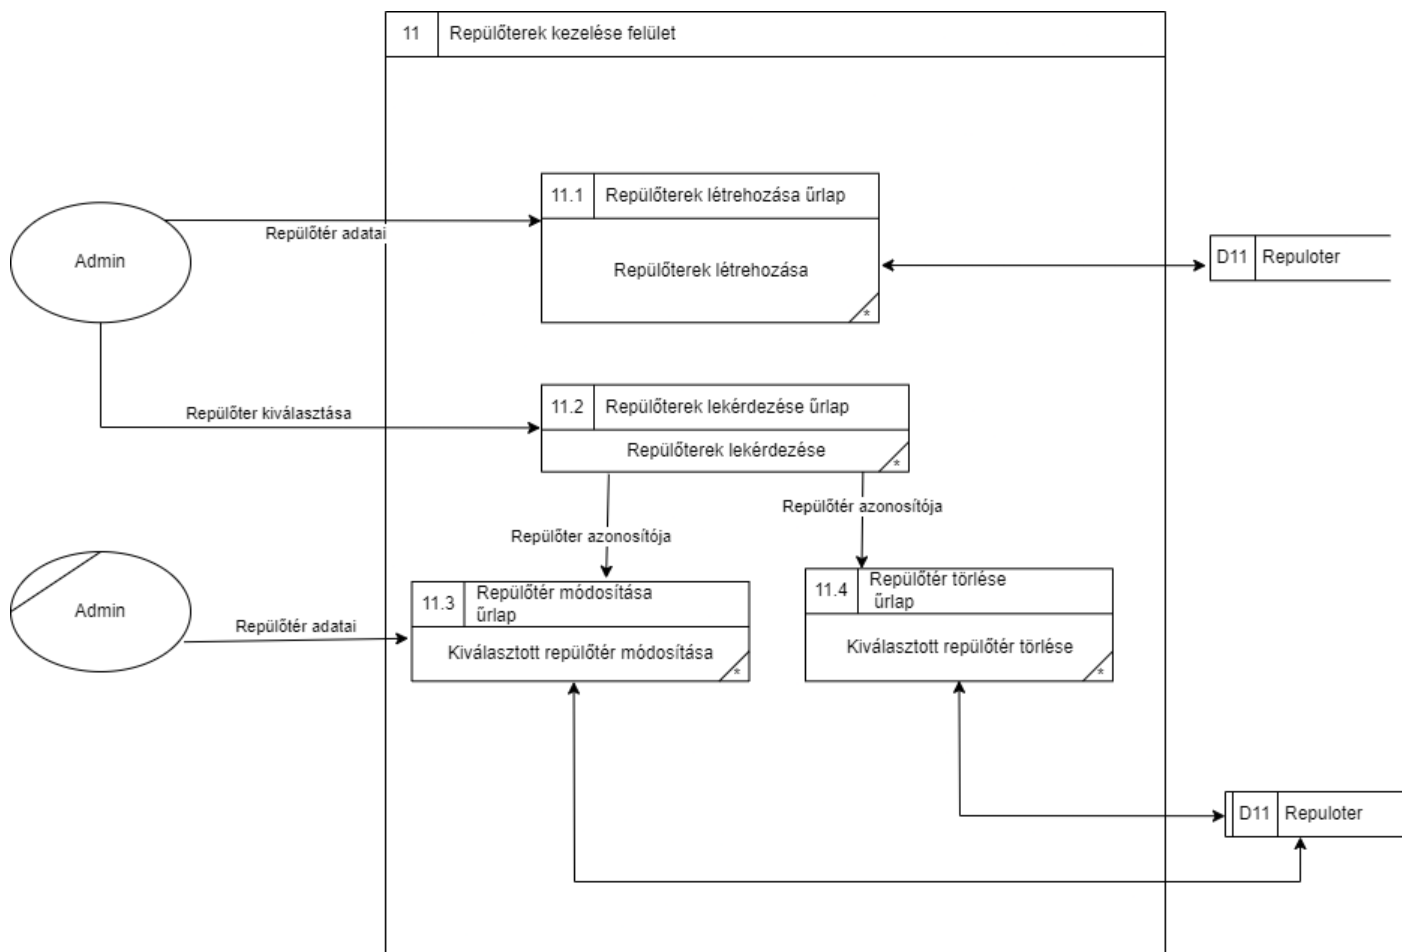 11 Repülőterek kezelése felület
11.1 Repülőterek létrehozása űrlap
Repülőtér adatai
Admin
D11 Repuloter
Repülőterek létrehozása
*
11.2 Repülőterek lekérdezése űrlap
Repülőter kiválasztása
Repülőterek lekérdezése
*
Repülőtér azonosítója
Repülőter azonosítója
11.3 Repülőtér módosítása
űrlap
11.4 Repülőtér törlése
űrlap
Admin
Repülőtér adatai
Kiválasztott repülőtér módosítása
*
Kiválasztott repülőtér törlése
*
D11 Repuloter